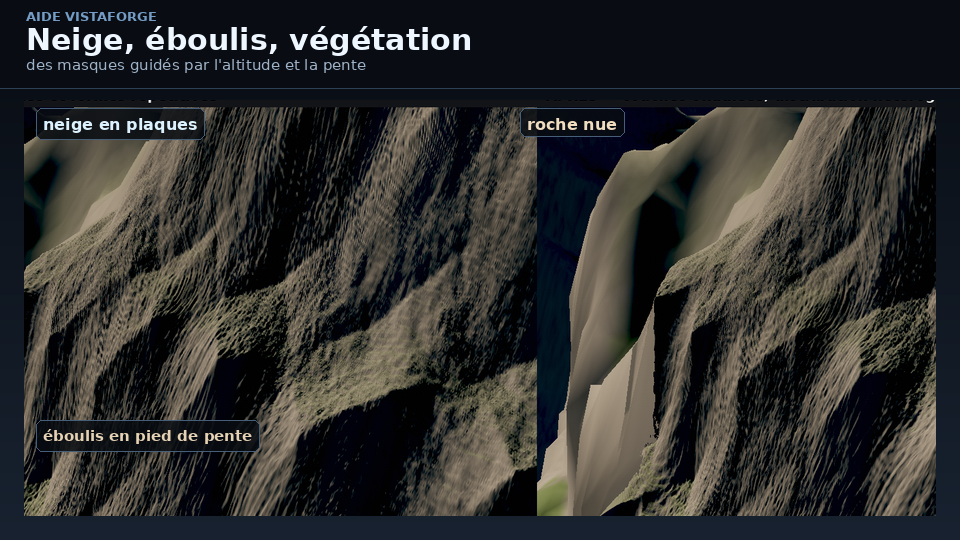 AIDE VISTAFORGE
Neige, éboulis, végétation
des masques guidés par l'altitude et la pente
neige en plaques
roche nue
éboulis en pied de pente